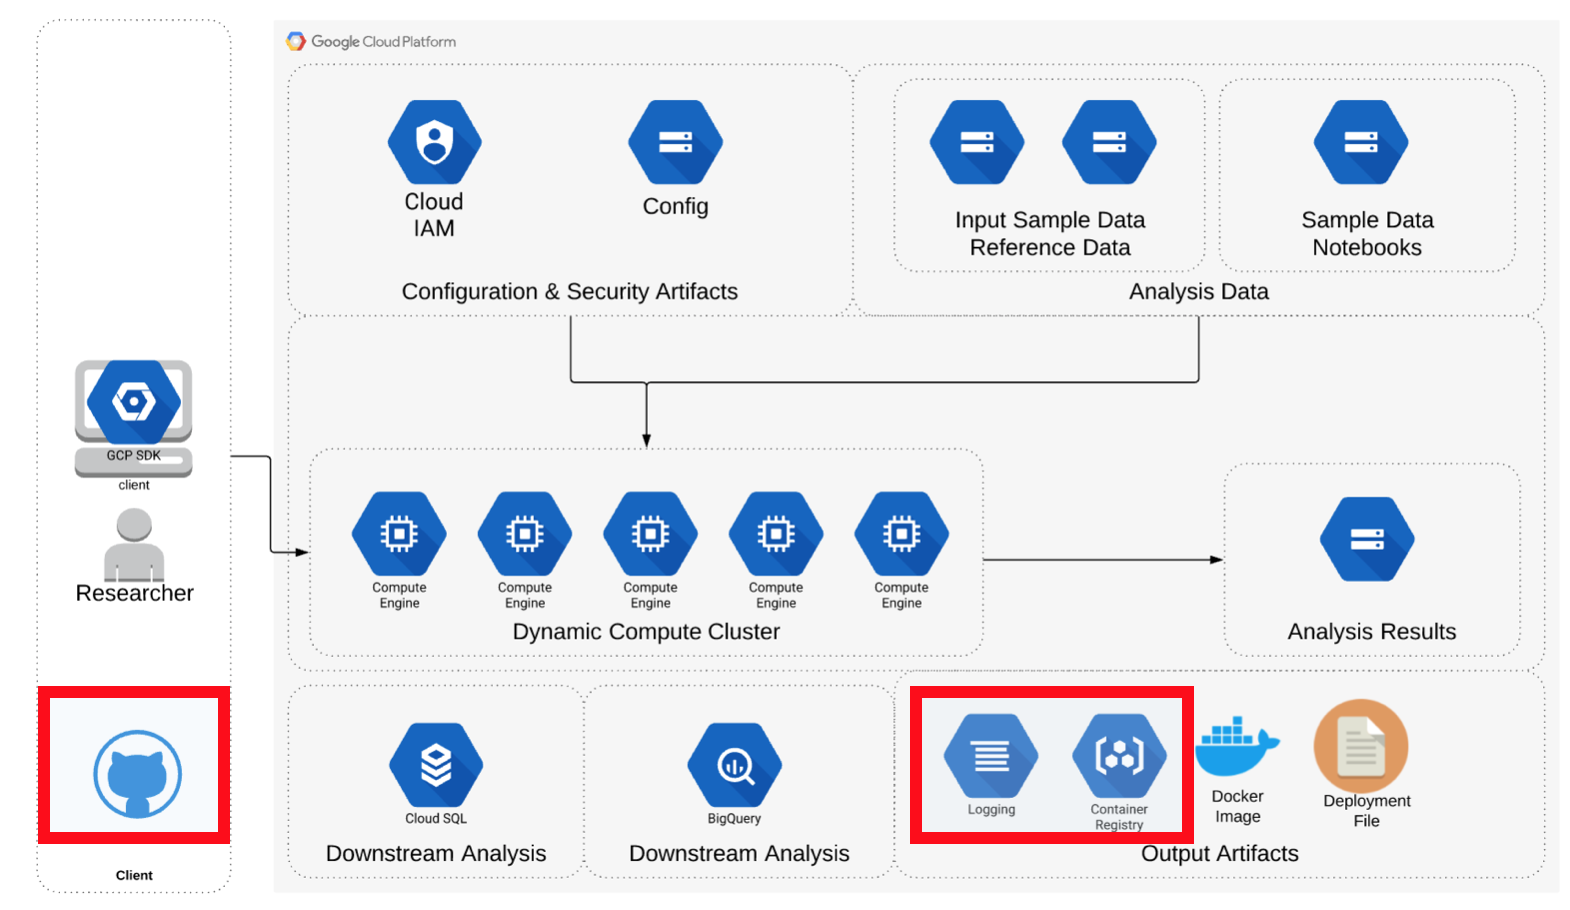 Google Cloud Platform
Cloud
IAM
Config
Configuration & Security Artifacts
Input Sample Data
Reference Data
Sample Data
Notebooks
Analysis Data
GCP SDK
client
Researcher
Compute
Engine
Compute
Engine
Compute
Engine
Compute
Engine
Compute
Engine
Dynamic Compute Cluster
Analysis Results
Cloud SQL
Downstream Analysis
BigQuery
Downstream Analysis
Logging
Container
Registry
Docker
Image
Deployment
File
Output Artifacts
Client